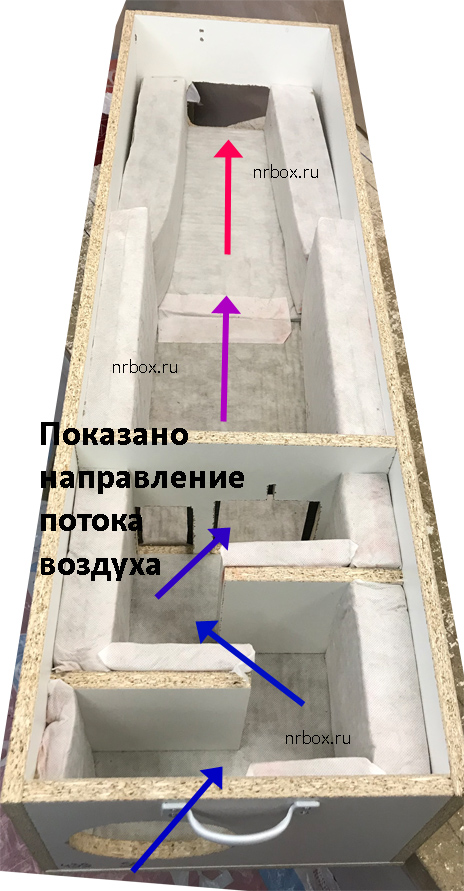 nrbox.ru
nrbox.ru
Показано
направление
потока
воздуха
nrbox.ru